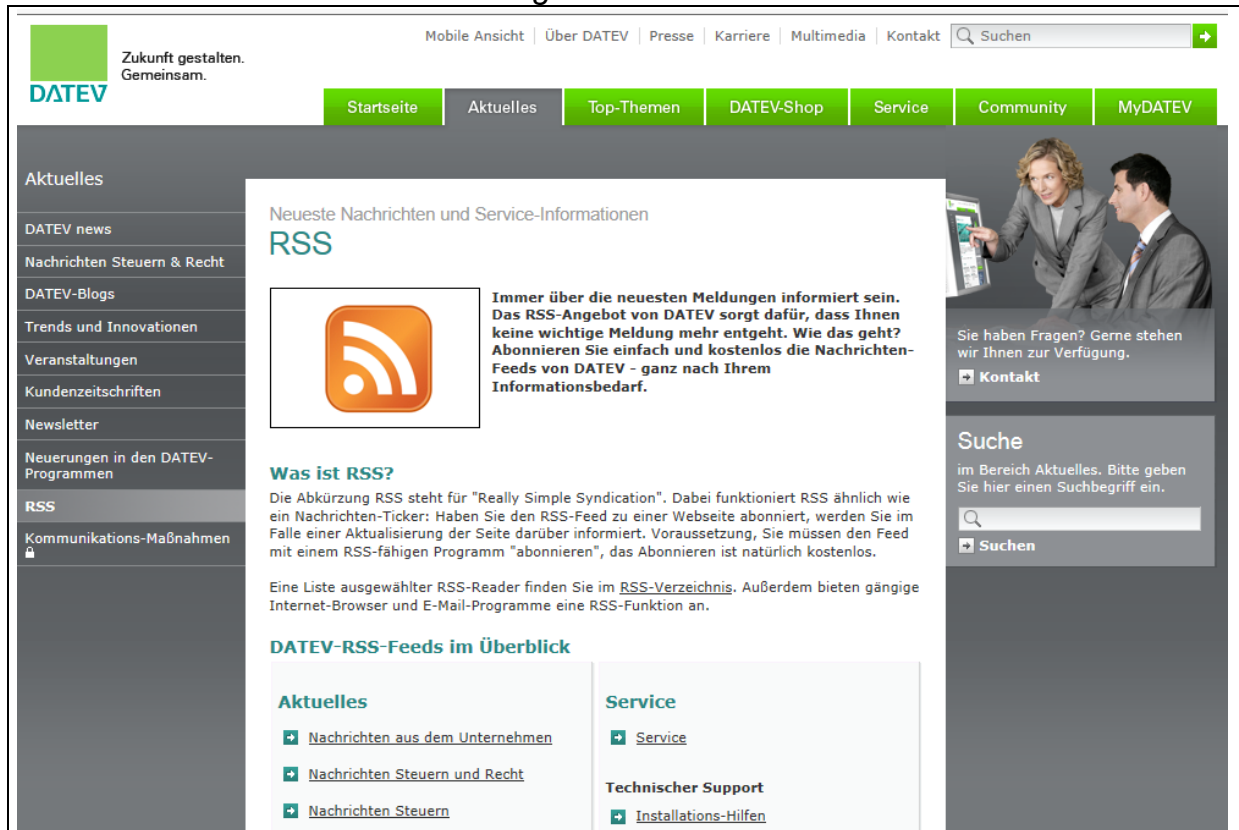 Mobile Ansicht | Über DATEV | Presse | Karriere | Multimedia | Kontakt
Suchen
Zukunft gestalten.
Gemeinsam.
DATEV
Startseite
Aktuelles
Top-Themen
DATEV-Shop
Service
Community
MyDATEV
Aktuelles
DATEV news
Nachrichten Steuern & Recht
DATEV-Blogs
Trends und Innovationen
Veranstaltungen
Kundenzeitschriften
Newsletter
Neuerungen in den DATEV-
Programmen
RSS
Kommunikations-Maßnahmen
Neueste Nachrichten und Service-Informationen
RSS
Immer über die neuesten Meldungen informiert sein.
Das RSS-
Angebot von DATEV sorgt dafür, dass Ihnen
keine wichtige Meldung mehr entgeht. Wie das geht?
Abonnieren Sie einfach und kostenlos die Nachrichten-
Feeds von DATEV - ganz nach Ihrem
Informationsbedarf.
Was ist RSS?
Die Abkürzung RSS steht für "Really Simple Syndication". Dabei funktioniert RSS ähnlich wie
ein Nachrichten-Ticker: Haben Sie den RSS-Feed zu einer Webseite abonniert, werden Sie im
Falle einer Aktualisierung der Seite darüber informiert. Voraussetzung, Sie müssen den Feed
mit einem RSS-fähigen Programm "abonnieren", das Abonnieren ist natürlich kostenlos.
Eine Liste ausgewählter RSS-Reader finden Sie im RSS-Verzeichnis. Außerdem bieten gängige
Internet-Browser und E-Mail-Programme eine RSS-Funktion an.
DATEV-RSS-Feeds im Überblick
Aktuelles
Nachrichten aus dem Unternehmen
Nachrichten Steuern und Recht
Nachrichten Steuern
Service
Service
Technischer Support
Installations-Hilfen
Sie haben Fragen? Gerne stehen
wir Ihnen zur Verfügung.
Kontakt
Suche
im Bereich Aktuelles. Bitte geben
Sie hier einen Suchbegriff ein.
Suchen